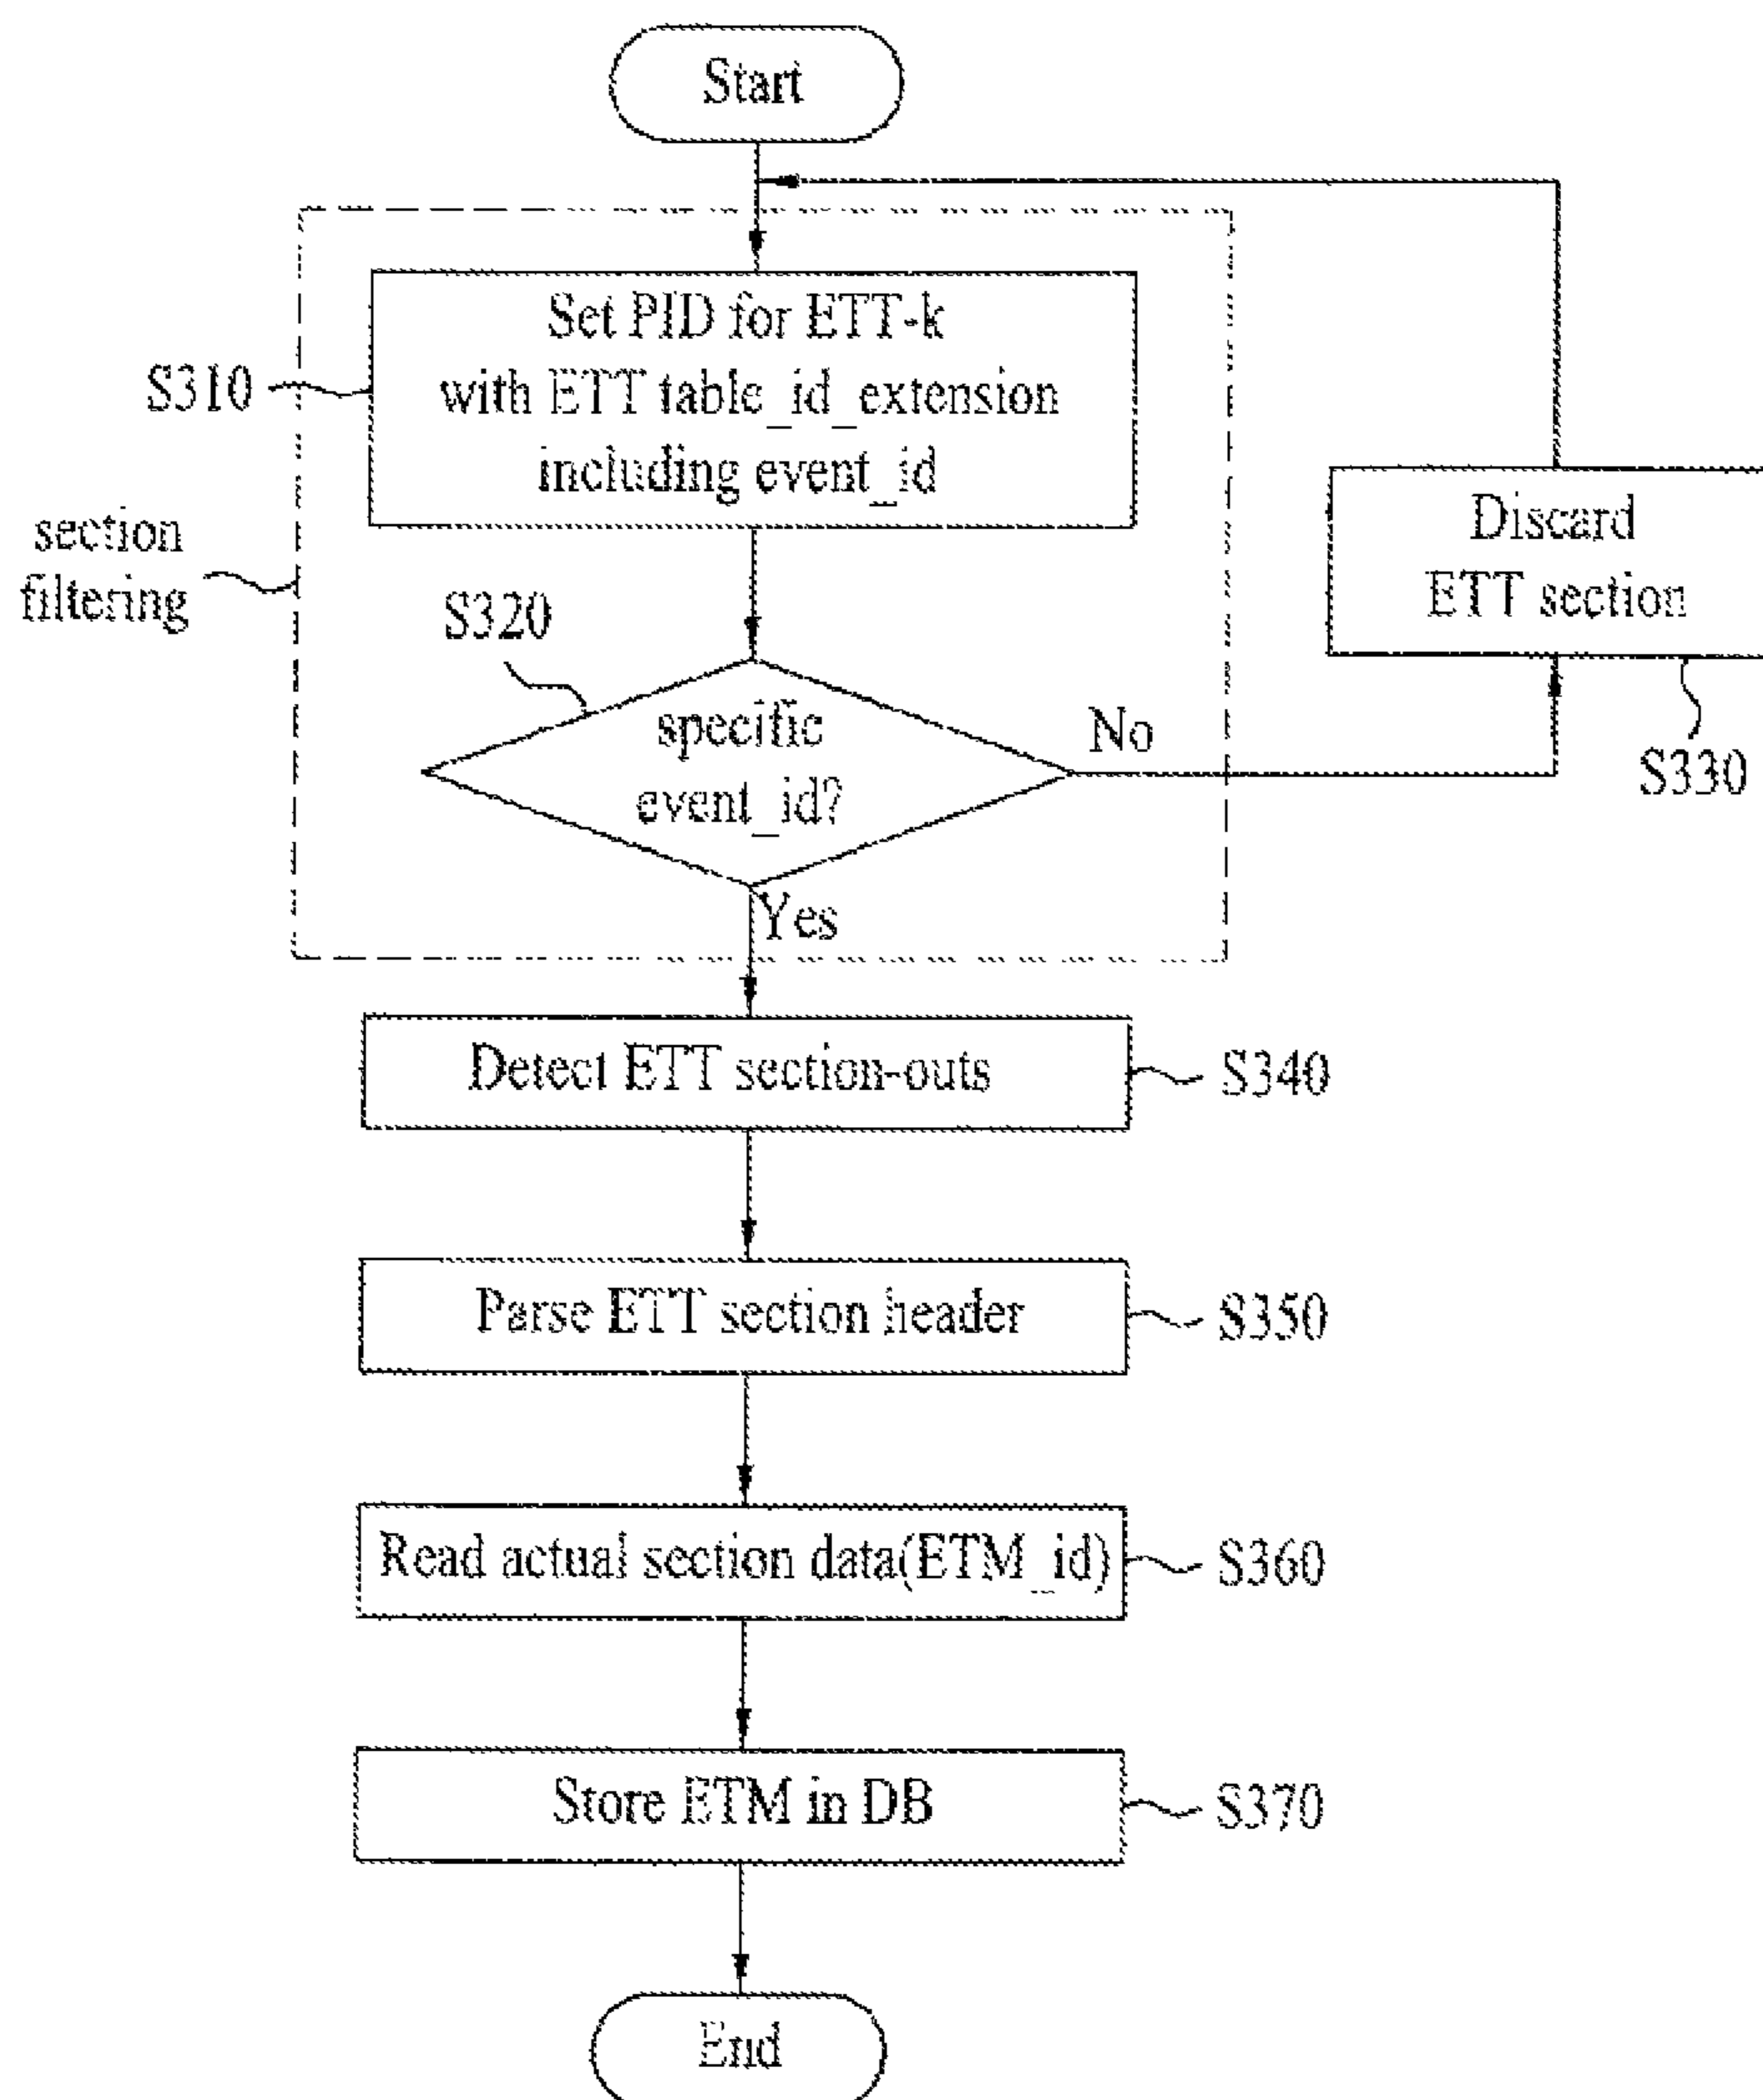 Start
Set PID for ETT-k
with ETT table_id_extension
including event_id
S310
section
filtering
Discard
ETT section
S330
S320
specific
event_id?
No
Yes
Detect ETT section-outs
S340
Parse ETT section header
S350
Read actual section data(ETM_id)
S360
Store ETM in DB
S370
End